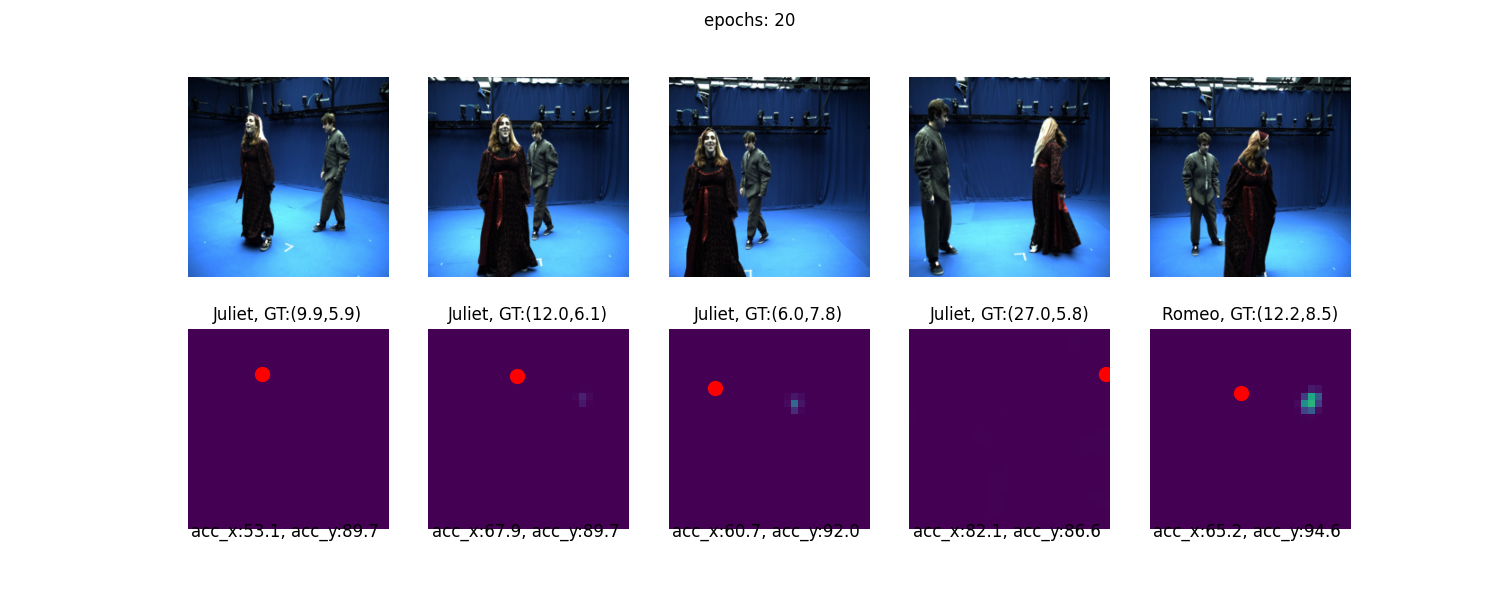 epochs: 20
Juliet, GT:(9.9,5.9)
Juliet, GT:(12.0,6.1)
Juliet, GT:(6.0,7.8)
Juliet, GT:(27.0,5.8)
Romeo, GT:(12.2,8.5)
acc_x:53.1, acc_y:89.7
acc_x:67.9, acc_y:89.7
acc_x:60.7, acc_y:92.0
acc_x:82.1, acc_y:86.6
acc_x:65.2, acc_y:94.6